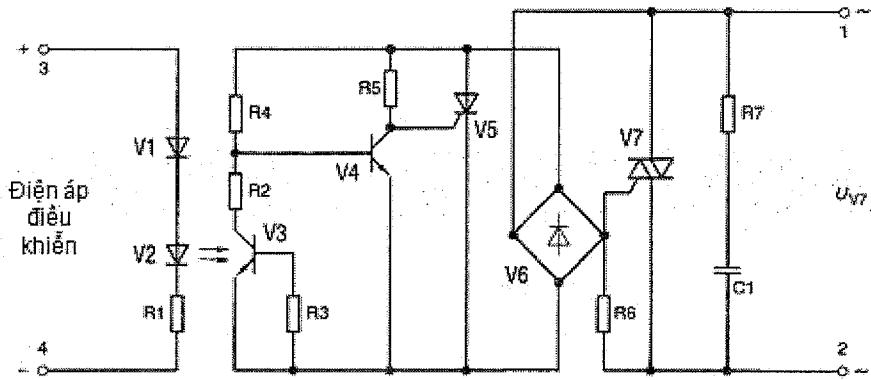 + 3
1 ~
R5
R4
R7
V5
V7
V1
V4
R2
Điện áp
điều
khiển
u_V7
V2
V3
V6
C1
R1
R3
R6
- 4
2 ~